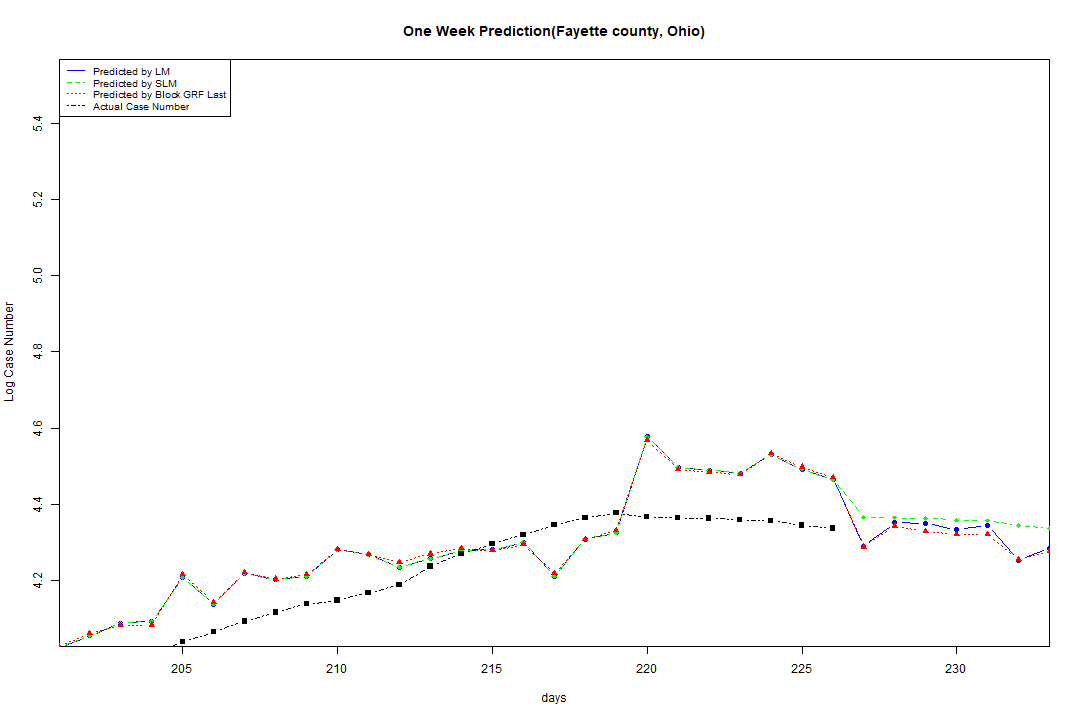 One Week Prediction(Fayette county, Ohio)
Predicted by LM
Predicted by SLM
Predicted by Block GRF Last
Actual Case Number
5.4
5.2
5.0
4.8
4.6
4.4
4.2
Log Case Number
205 210 215 220 225 230
days